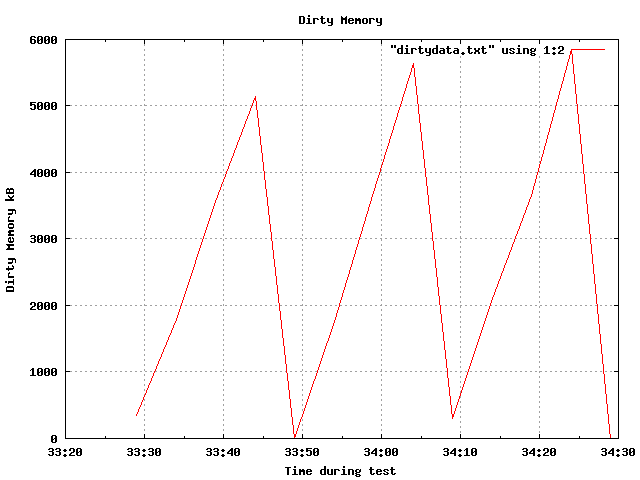 Dirty Memory
"dirtydata.txt" using 1:2
6000
5000
4000
3000
2000
1000
0
Dirty Memory kB
33:20 33:30 33:40 33:50 34:00 34:10 34:20 34:30
Time during test